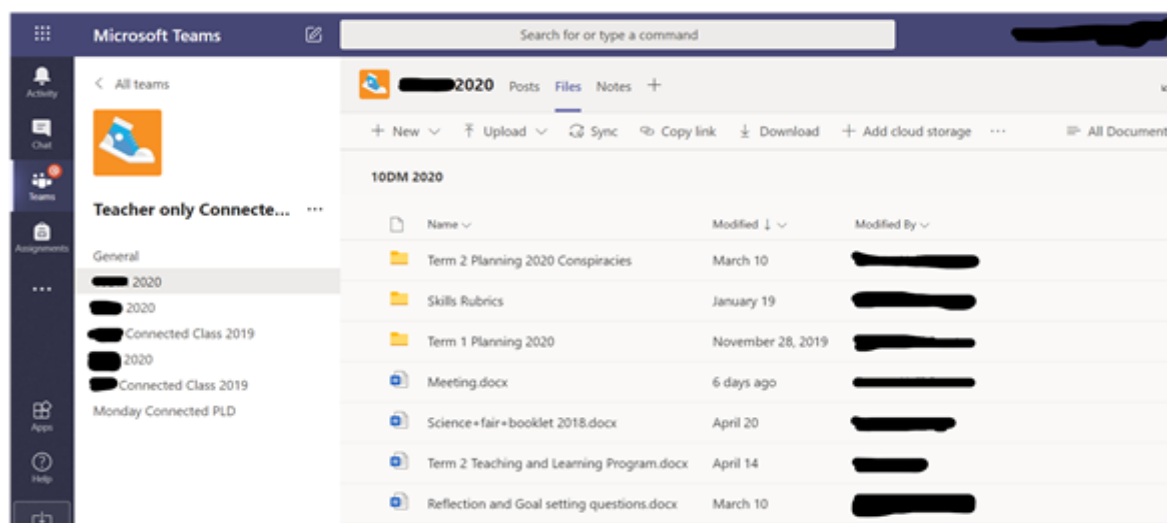 Microsoft Teams
Search for or type a command
Activity
Chat
Teams
Assignments
Apps
Help
All teams
Teacher only Connecte... ...
General
2020
2020
Connected Class 2019
2020
Connected Class 2019
Monday Connected PLD
2020 Posts Files Notes +
+ New Upload Sync Copy link Download + Add cloud storage ... All Document
10DM 2020
Name Modified ↓ Modified By
Term 2 Planning 2020 Conspiracies March 10
Skills Rubrics January 19
Term 1 Planning 2020 November 28, 2019
Meeting.docx 6 days ago
Science+fair+booklet 2018.docx April 20
Term 2 Teaching and Learning Program.docx April 14
Reflection and Goal setting questions.docx March 10